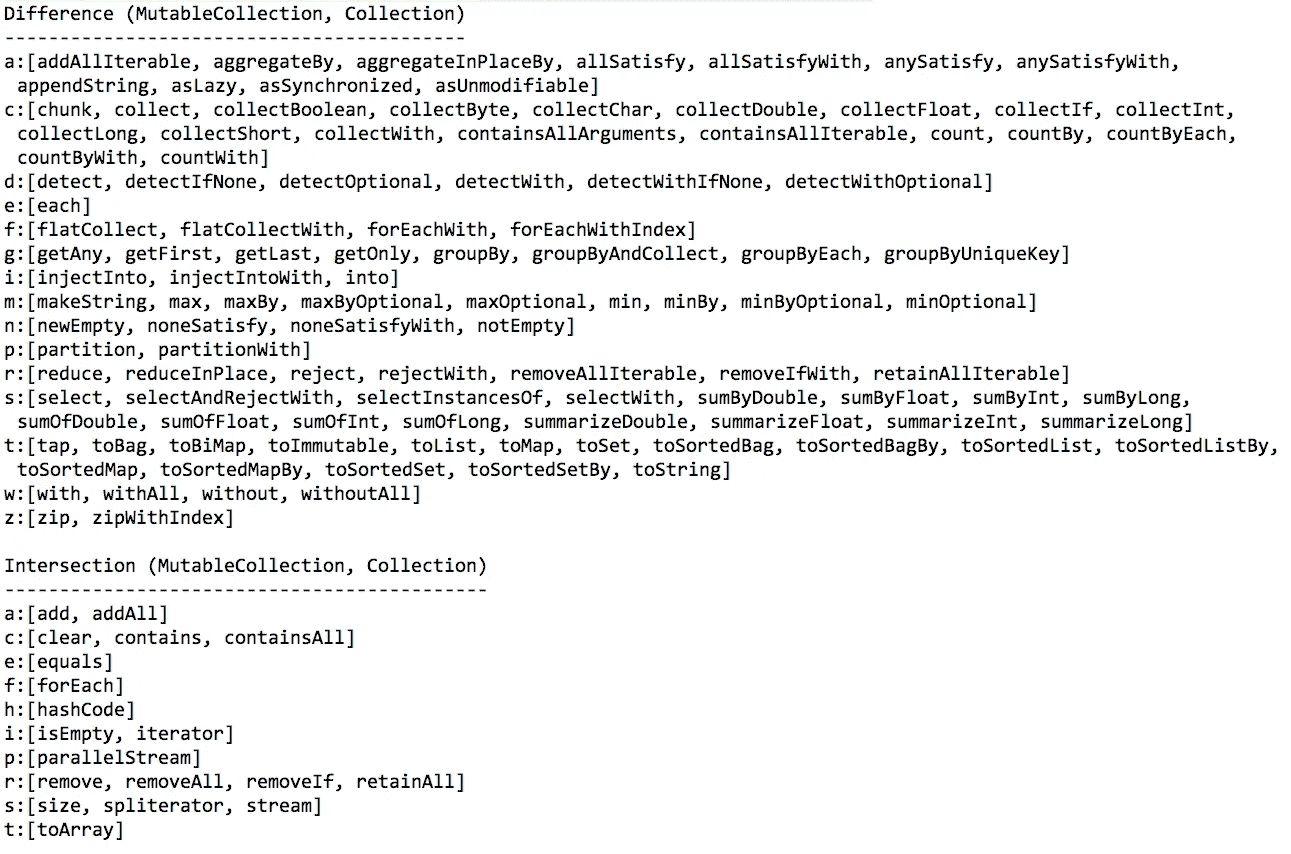 Difference (MutableCollection, Collection)
------------------------------------------
a:[addAllIterable, aggregateBy, aggregateInPlaceBy, allSatisfy, allSatisfyWith, anySatisfy, anySatisfyWith,
appendString, asLazy, asSynchronized, asUnmodifiable]
c:[chunk, collect, collectBoolean, collectByte, collectChar, collectDouble, collectFloat, collectIf, collectInt,
collectLong, collectShort, collectWith, containsAllArguments, containsAllIterable, count, countBy, countByEach,
countByWith, countWith]
d:[detect, detectIfNone, detectOptional, detectWith, detectWithIfNone, detectWithOptional]
e:[each]
f:[flatCollect, flatCollectWith, forEachWith, forEachWithIndex]
g:[getAny, getFirst, getLast, getOnly, groupBy, groupByAndCollect, groupByEach, groupByUniqueKey]
i:[injectInto, injectIntoWith, into]
m:[makeString, max, maxBy, maxByOptional, maxOptional, min, minBy, minByOptional, minOptional]
n:[newEmpty, noneSatisfy, noneSatisfyWith, notEmpty]
p:[partition, partitionWith]
r:[reduce, reduceInPlace, reject, rejectWith, removeAllIterable, removeIfWith, retainAllIterable]
s:[select, selectAndRejectWith, selectInstancesOf, selectWith, sumByDouble, sumByFloat, sumByInt, sumByLong,
sumOfDouble, sumOfFloat, sumOfInt, sumOfLong, summarizeDouble, summarizeFloat, summarizeInt, summarizeLong]
t:[tap, toBag, toBiMap, toImmutable, toList, toMap, toSet, toSortedBag, toSortedBagBy, toSortedList, toSortedListBy,
toSortedMap, toSortedMapBy, toSortedSet, toSortedSetBy, toString]
w:[with, withAll, without, withoutAll]
z:[zip, zipWithIndex]

Intersection (MutableCollection, Collection)
--------------------------------------------
a:[add, addAll]
c:[clear, contains, containsAll]
e:[equals]
f:[forEach]
h:[hashCode]
i:[isEmpty, iterator]
p:[parallelStream]
r:[remove, removeAll, removeIf, retainAll]
s:[size, spliterator, stream]
t:[toArray]